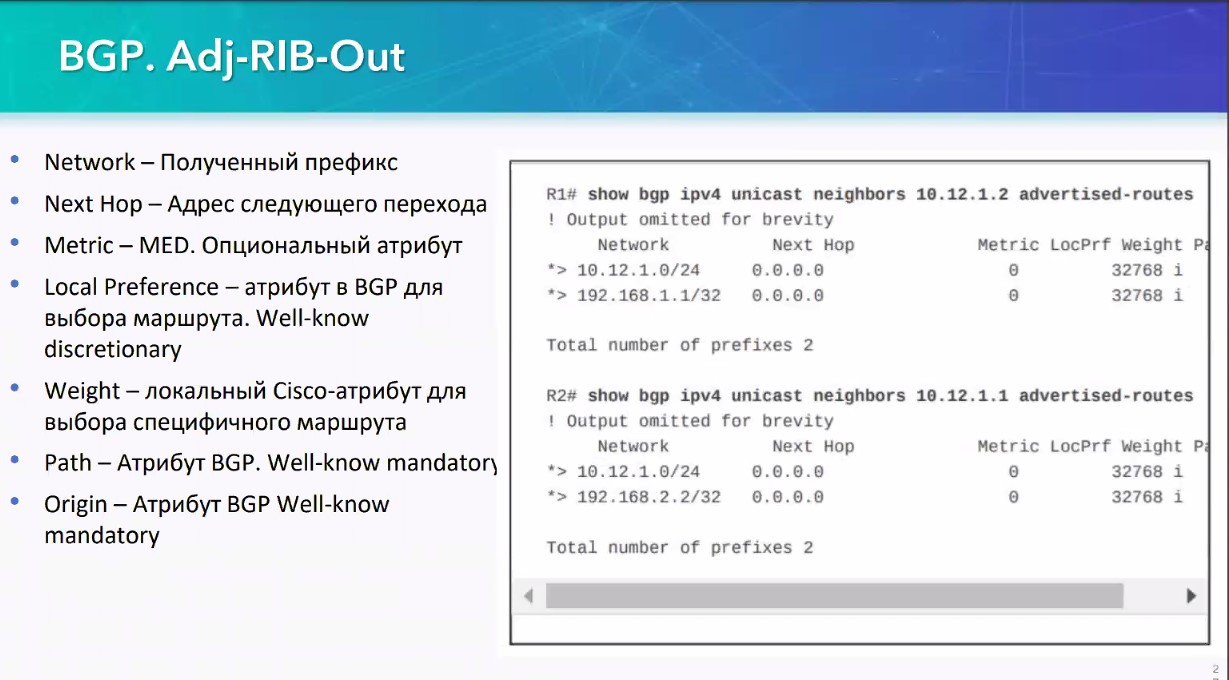 BGP. Adj-RIB-Out
• Network – Полученный префикс
• Next Hop – Адрес следующего перехода
• Metric – MED. Опциональный атрибут
• Local Preference – атрибут в BGP для
выбора маршрута. Well-know
discretionary
• Weight – локальный Cisco-атрибут для
выбора специфичного маршрута
• Path – Атрибут BGP. Well-know mandatory
• Origin – Атрибут BGP Well-know
mandatory
R1# show bgp ipv4 unicast neighbors 10.12.1.2 advertised-routes
! Output omitted for brevity
Network Next Hop Metric LocPrf Weight Pa
*> 10.12.1.0/24 0.0.0.0 0 32768 i
*> 192.168.1.1/32 0.0.0.0 0 32768 i
Total number of prefixes 2
R2# show bgp ipv4 unicast neighbors 10.12.1.1 advertised-routes
! Output omitted for brevity
Network Next Hop Metric LocPrf Weight Pa
*> 10.12.1.0/24 0.0.0.0 0 32768 i
*> 192.168.2.2/32 0.0.0.0 0 32768 i
Total number of prefixes 2